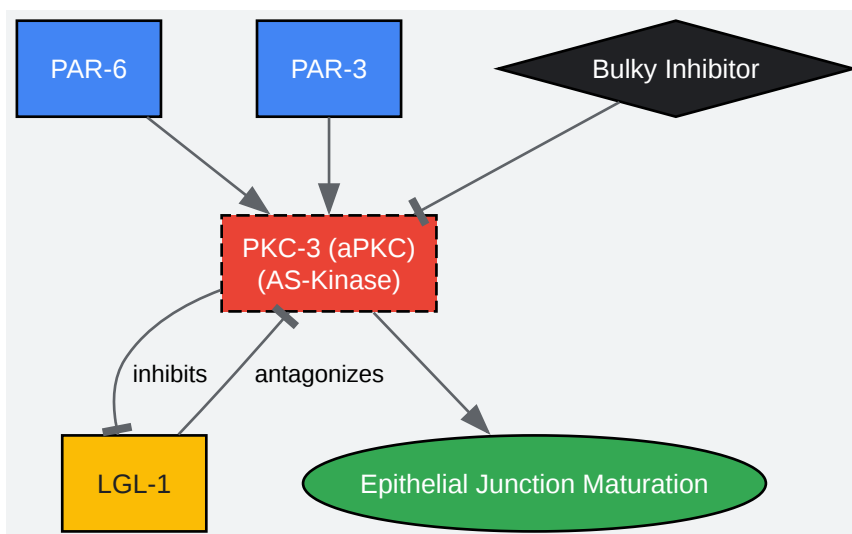 PAR-6
PAR-3
Bulky Inhibitor
PKC-3 (aPKC)
(AS-Kinase)
inhibits
antagonizes
LGL-1
Epithelial Junction Maturation